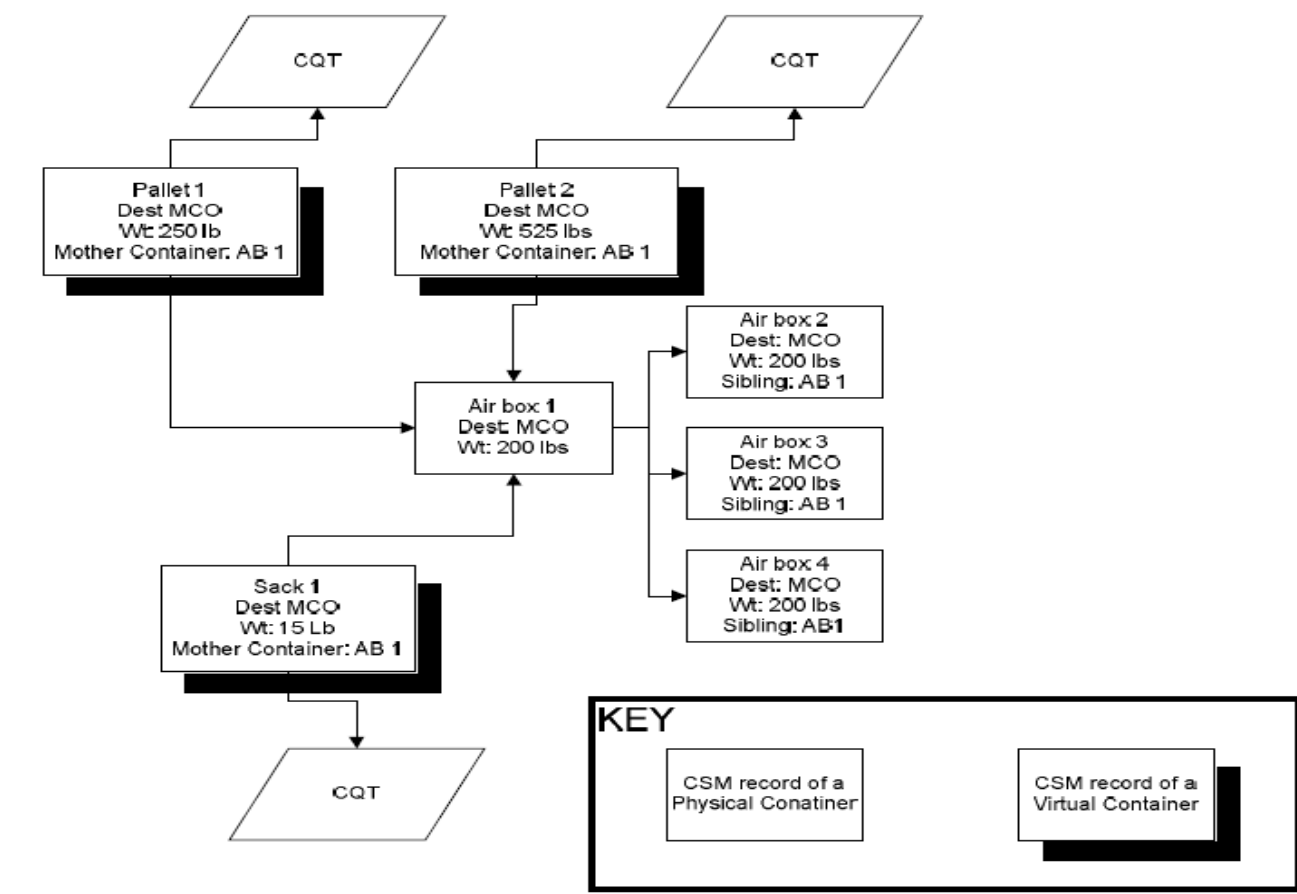 CQT
CQT
Pallet 1
Dest MCO
Wt: 250 lb
Mother Container: AB 1
Pallet 2
Dest MCO
Wt: 525 lbs
Mother Container: AB 1
Air box 2
Dest: MCO
Wt: 200 lbs
Sibling: AB 1
Air box 1
Dest: MCO
Wt: 200 lbs
Air box 3
Dest: MCO
Wt: 200 lbs
Sibling: AB 1
Air box 4
Dest: MCO
Wt: 200 lbs
Sibling: AB1
Sack 1
Dest MCO
Wt: 15 Lb
Mother Container: AB 1
CQT
KEY
CSM record of a
Physical Conatiner
CSM record of a
Virtual Container